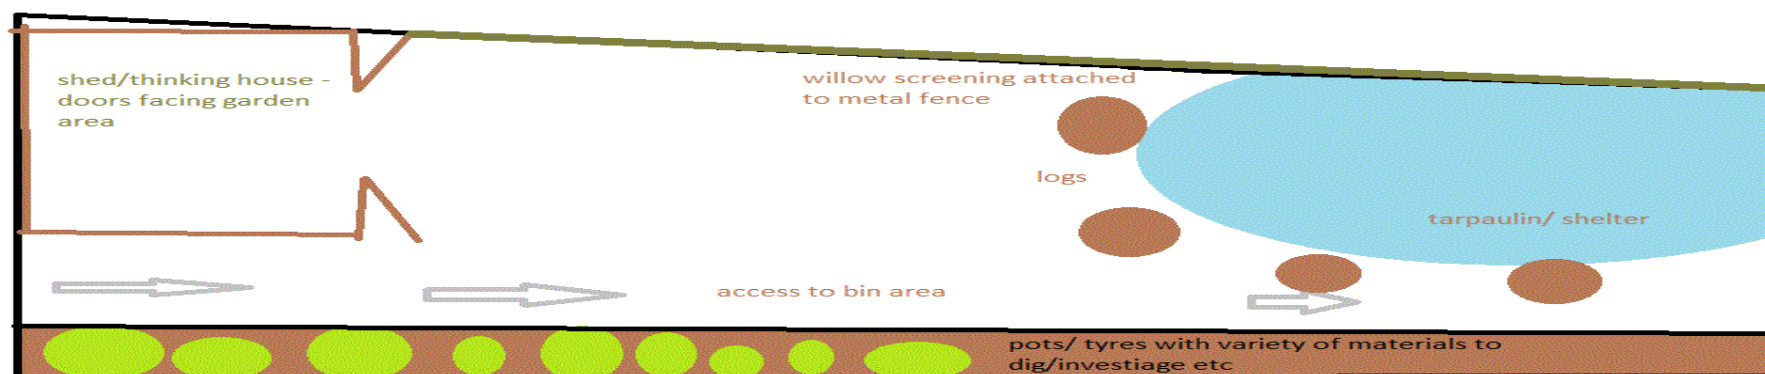 shed/thinking house -
doors facing garden
area
willow screening attached
to metal fence
logs
tarpaulin/ shelter
access to bin area
pots/ tyres with variety of materials to
dig/investiage etc